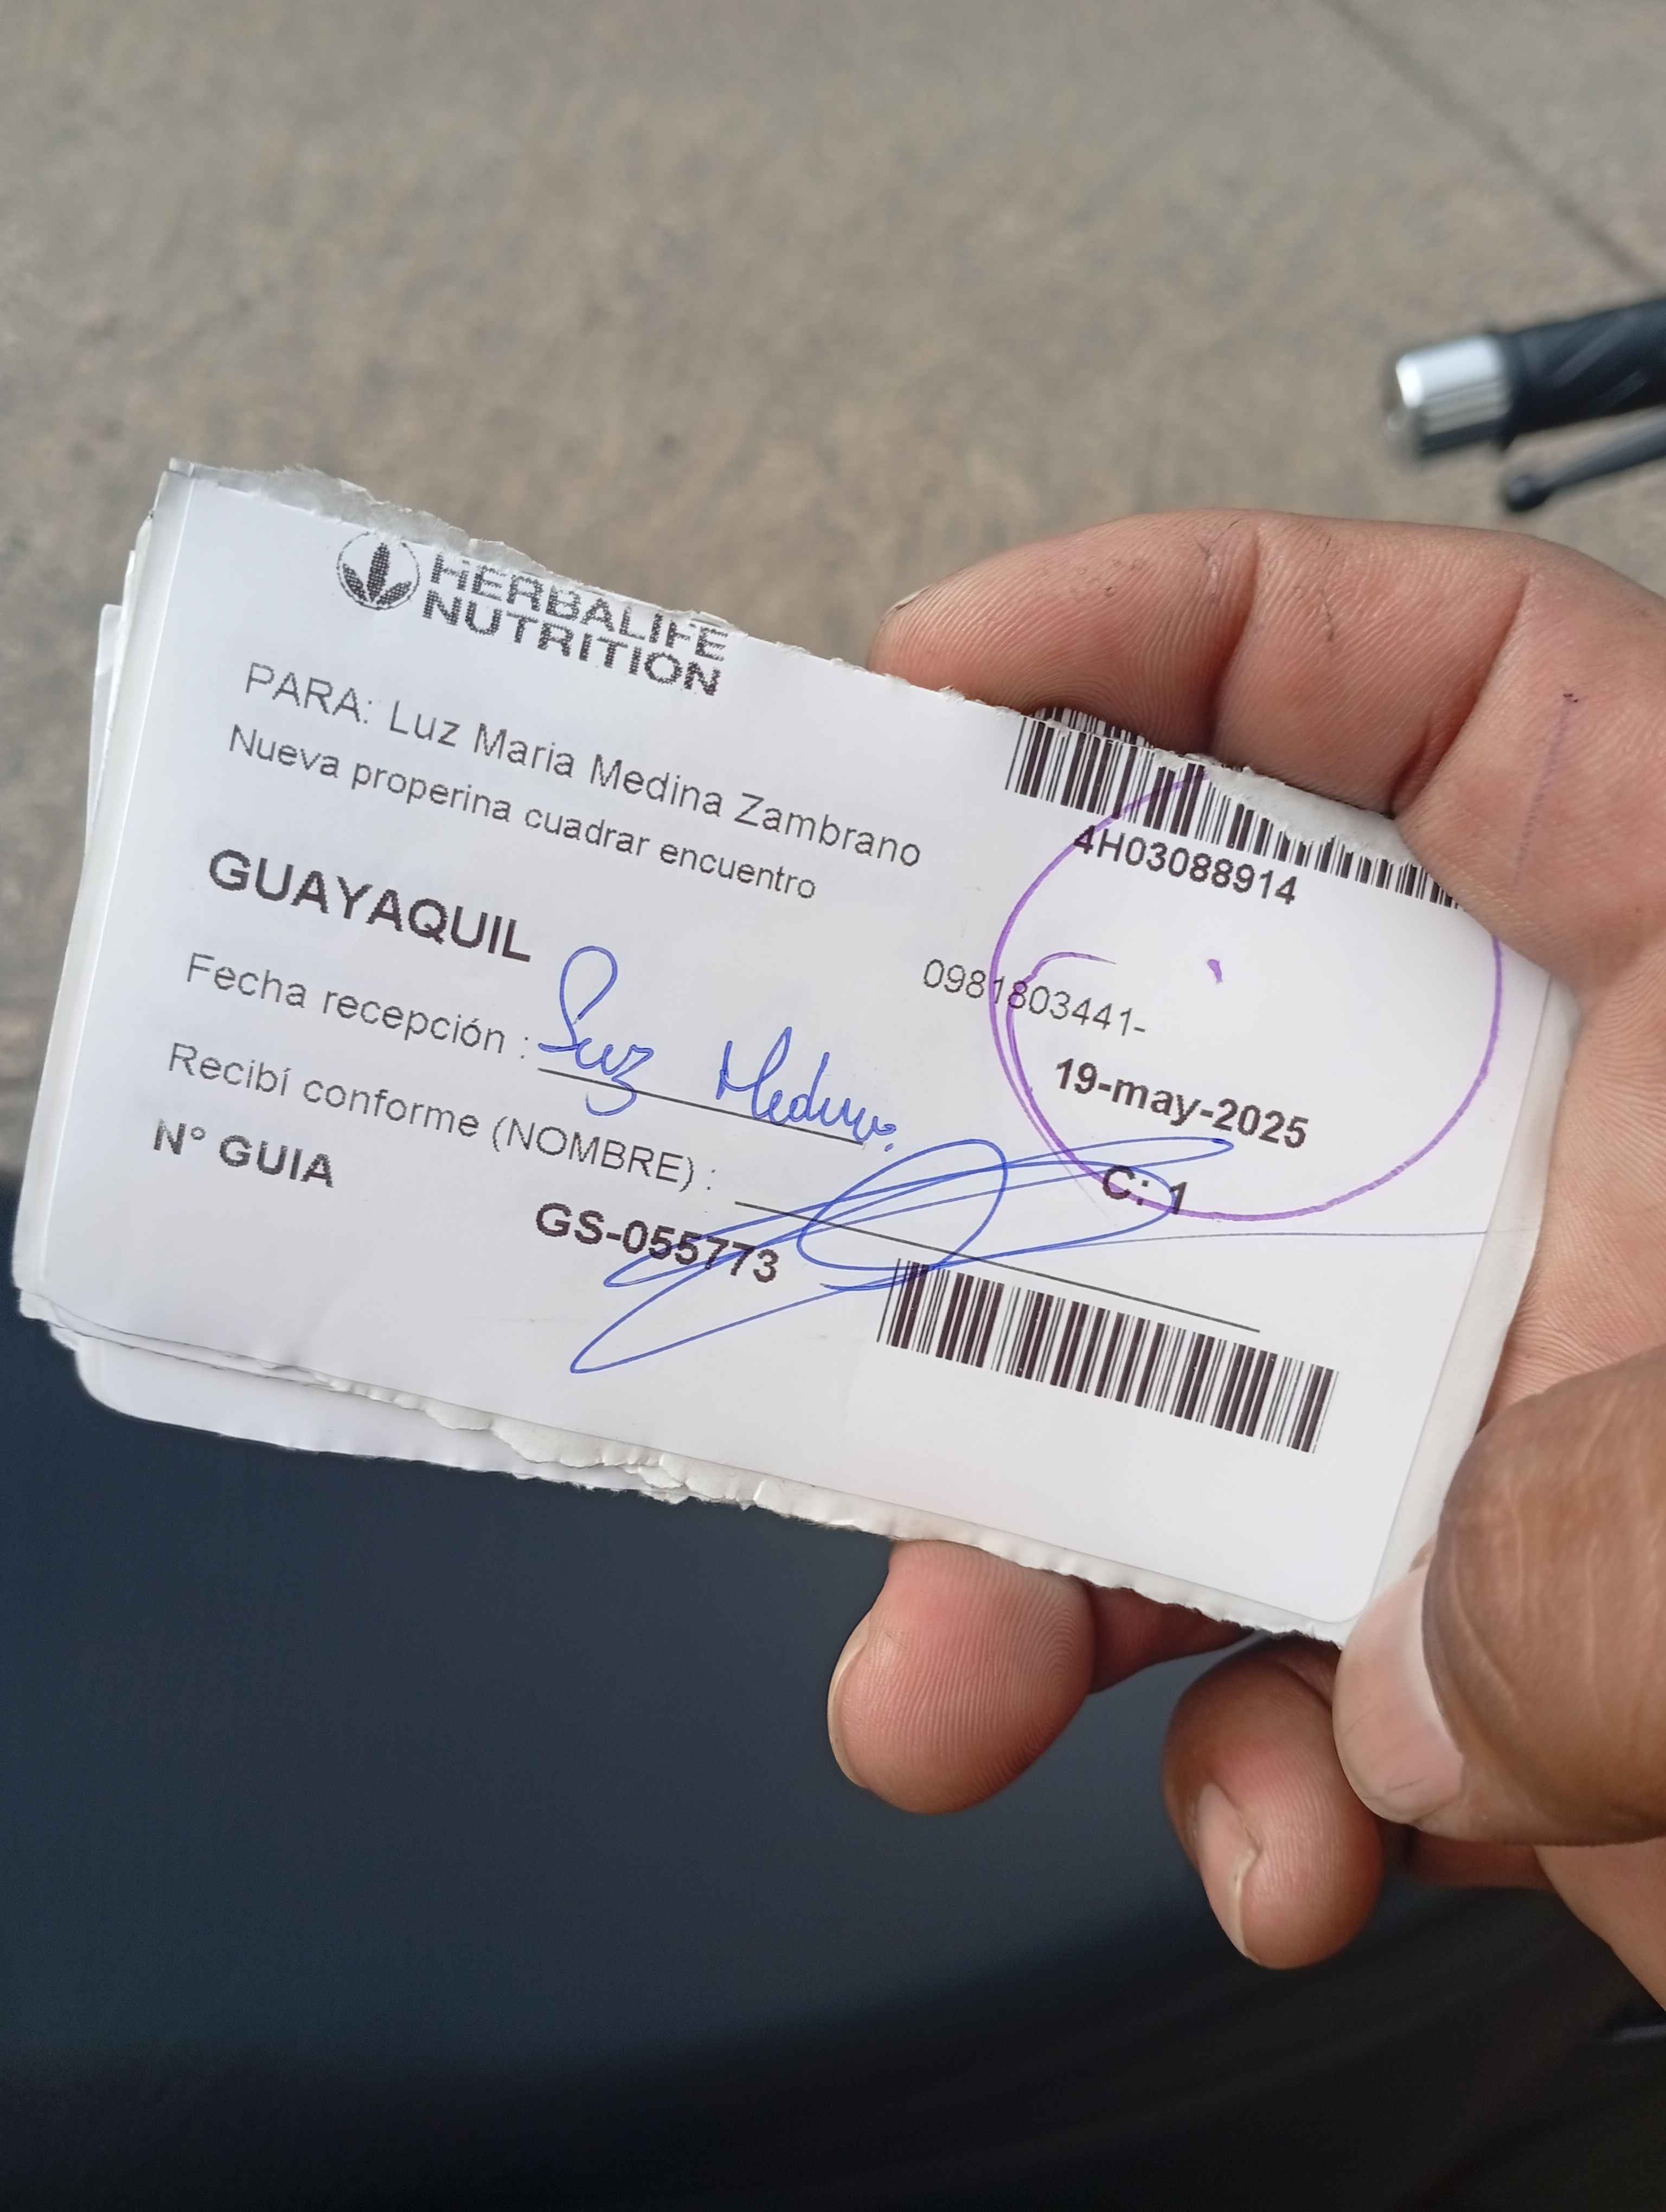 HERBALIFE
NUTRITION
PARA: Luz Maria Medina Zambrano
Nueva properina cuadrar encuentro
4H03088914
GUAYAQUIL
0981803441-
Fecha recepción : Luz Medina.
19-may-2025
Recibí conforme (NOMBRE) :
C: 1
N° GUIA
GS-055773